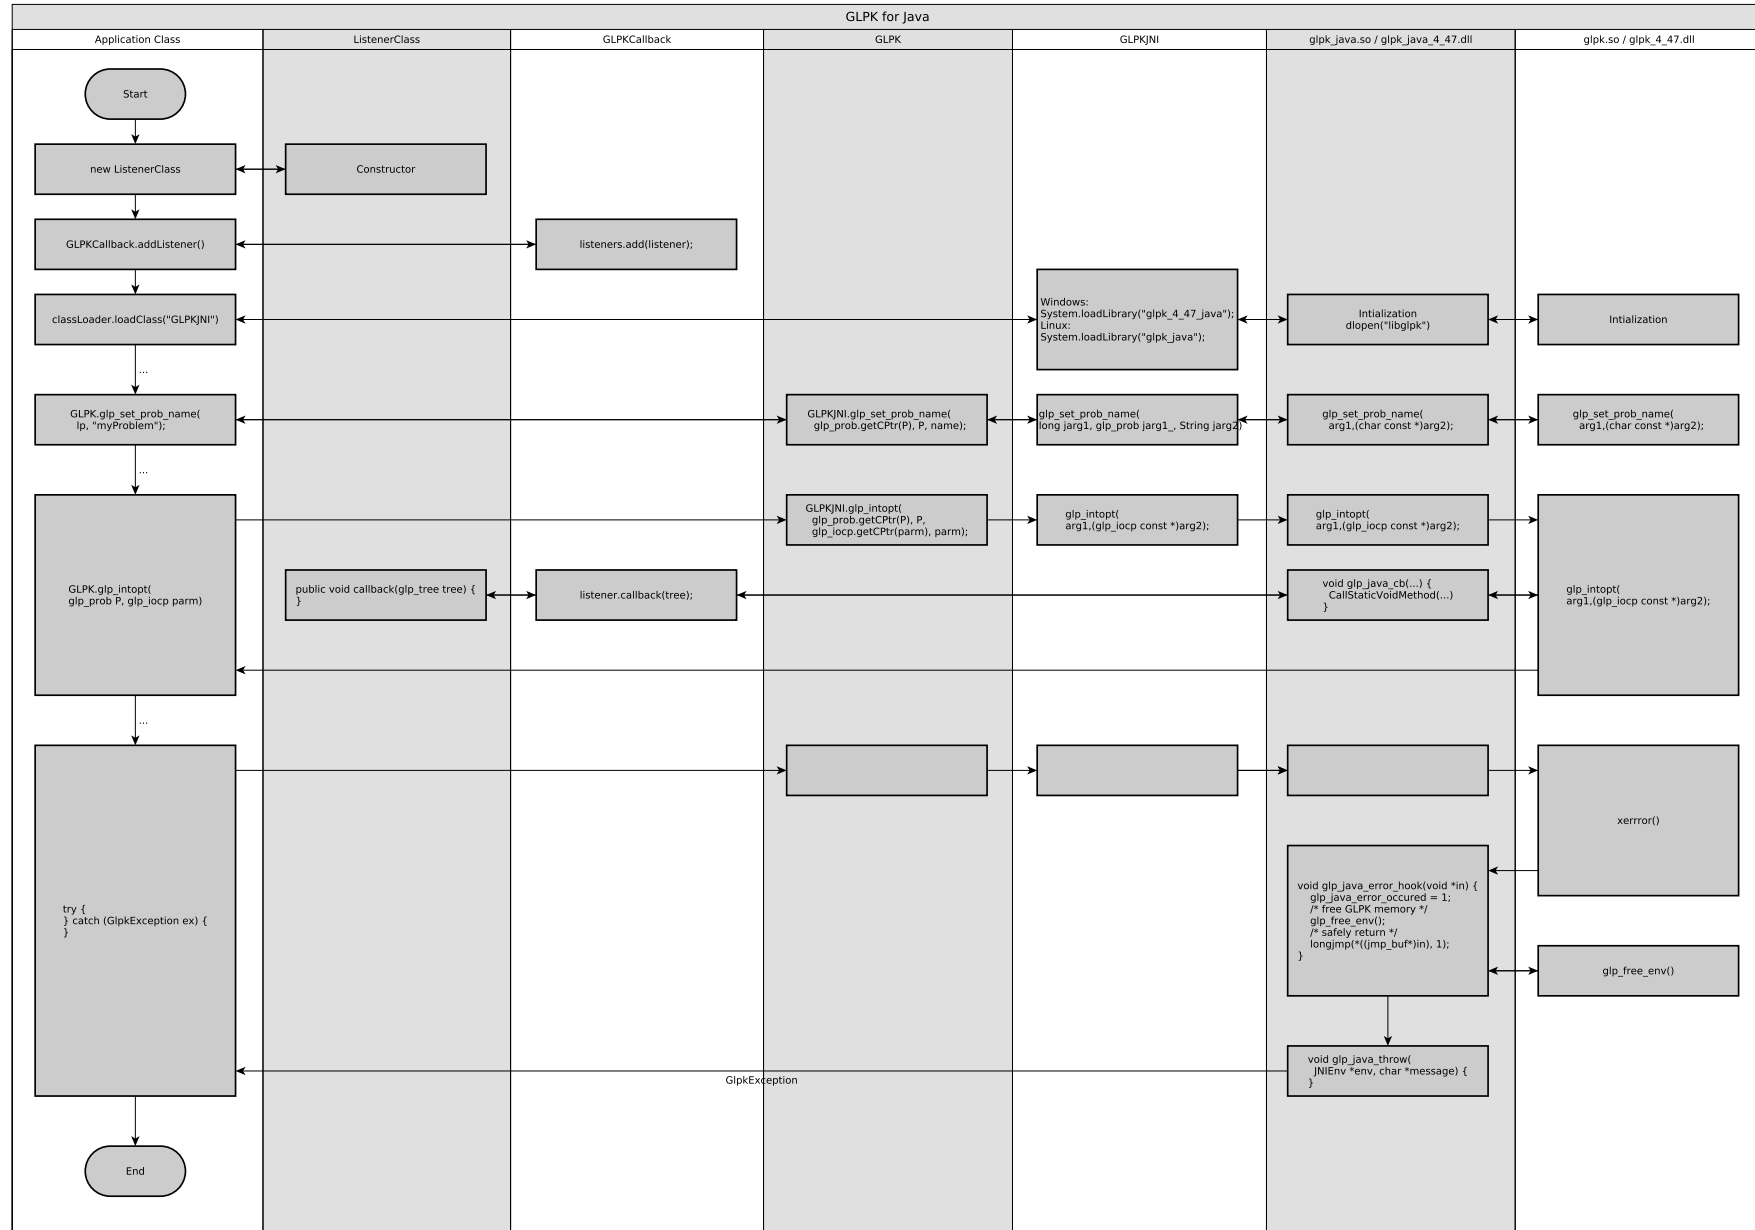 GLPK for Java
Application Class
ListenerClass
GLPKCallback
GLPK
GLPKJNI
glpk_java.so / glpk_java_4_47.dll
glpk.so / glpk_4_47.dll
Start
new ListenerClass
Constructor
GLPKCallback.addListener()
listeners.add(listener);
classLoader.loadClass("GLPKJNI")
Windows:
System.loadLibrary("glpk_4_47_java");
Linux:
System.loadLibrary("glpk_java");
Intialization
dlopen("libglpk")
Intialization
...
GLPK.glp_set_prob_name(
lp, "myProblem");
GLPKJNI.glp_set_prob_name(
glp_prob.getCPtr(P), P, name);
glp_set_prob_name(
long jarg1, glp_prob jarg1_, String jarg2)
glp_set_prob_name(
arg1,(char const *)arg2);
glp_set_prob_name(
arg1,(char const *)arg2);
...
GLPK.glp_intopt(
glp_prob P, glp_iocp parm)
GLPKJNI.glp_intopt(
glp_prob.getCPtr(P), P,
glp_iocp.getCPtr(parm), parm);
glp_intopt(
arg1,(glp_iocp const *)arg2);
glp_intopt(
arg1,(glp_iocp const *)arg2);
public void callback(glp_tree tree) {
}
listener.callback(tree);
void glp_java_cb(...) {
CallStaticVoidMethod(...)
}
glp_intopt(
arg1,(glp_iocp const *)arg2);
...
try {
} catch (GlpkException ex) {
}
xerrror()
void glp_java_error_hook(void *in) {
glp_java_error_occured = 1;
/* free GLPK memory */
glp_free_env();
/* safely return */
longjmp(*((jmp_buf*)in), 1);
}
glp_free_env()
void glp_java_throw(
JNIEnv *env, char *message) {
}
GlpkException
End